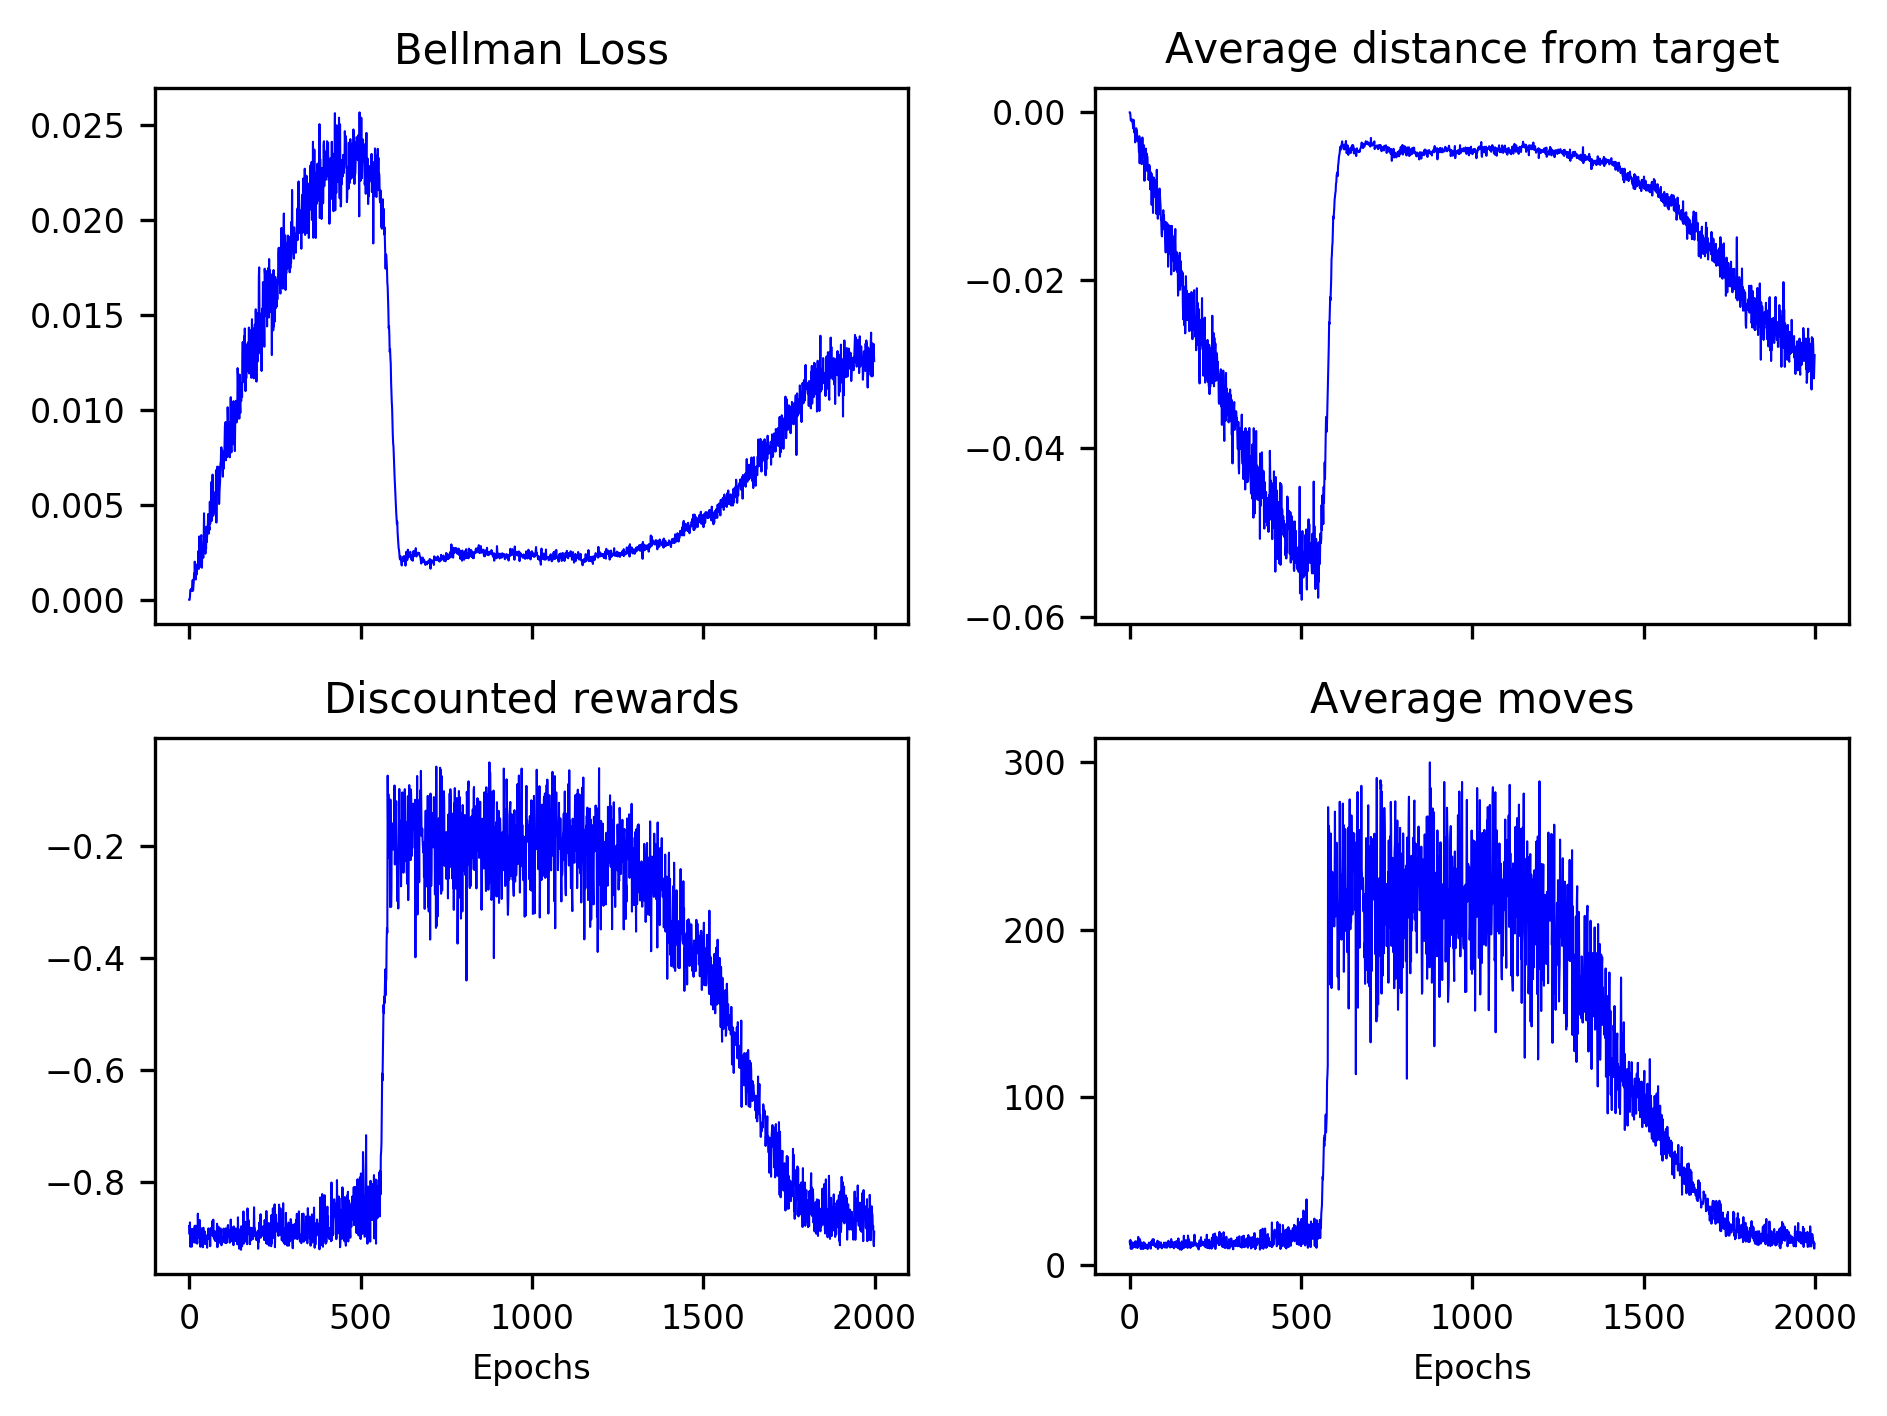 Bellman Loss
0.025
0.020
0.015
0.010
0.005
0.000
Average distance from target
0.00
−0.02
−0.04
−0.06
Discounted rewards
−0.2
−0.4
−0.6
−0.8
0 500 1000 1500 2000
Epochs
Average moves
300
200
100
0
0 500 1000 1500 2000
Epochs